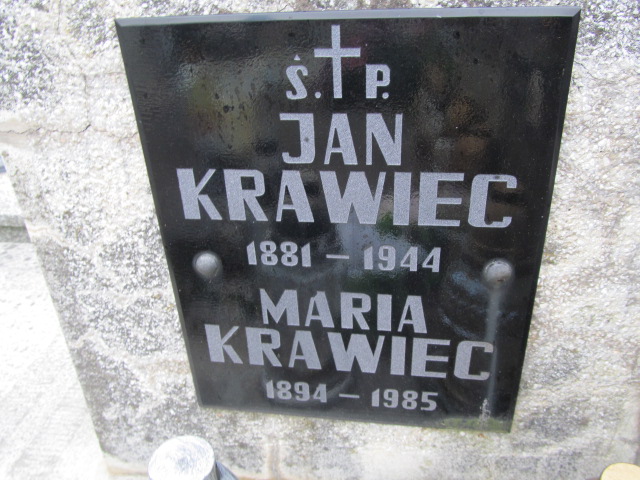 Ś. P.
JAN
KRAWIEC
1881 - 1944
MARIA
KRAWIEC
1894 - 1985